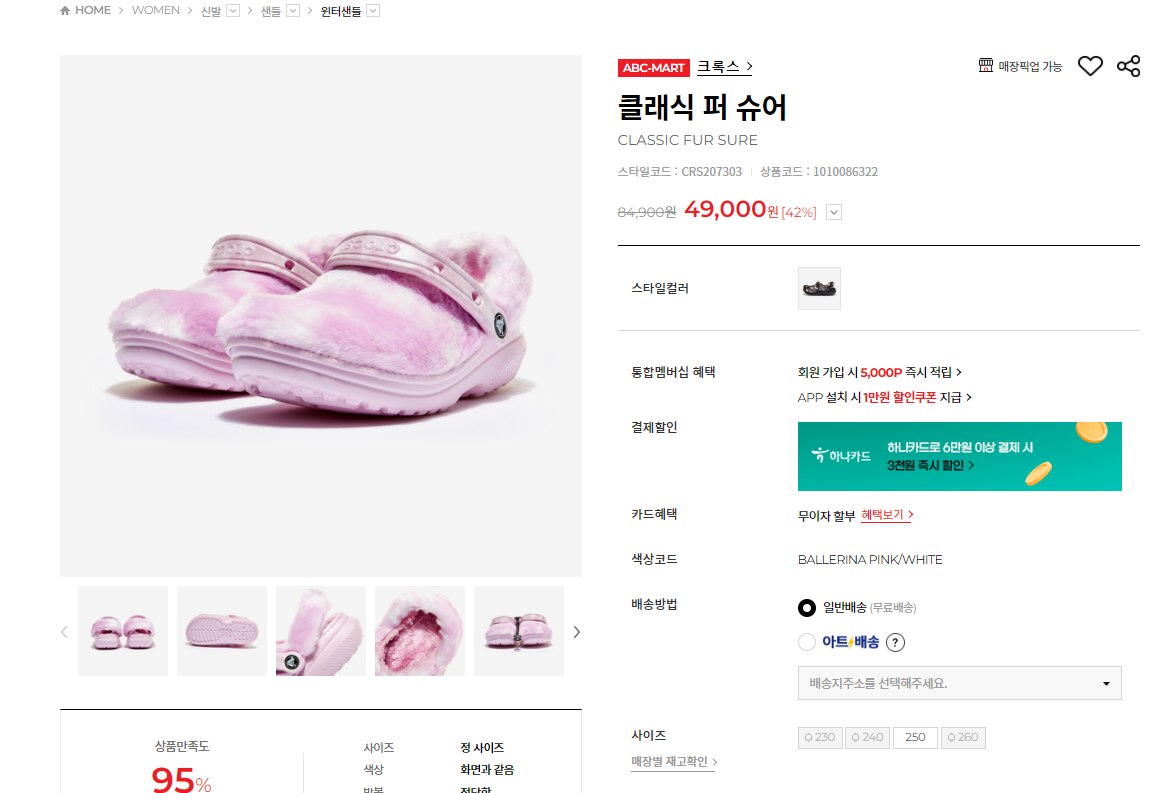 HOME > WOMEN > 신발 > 샌들 > 윈터샌들
ABC-MART 크록스 >
매장픽업 가능
클래식 퍼 슈어
CLASSIC FUR SURE
스타일코드 : CRS207303 | 상품코드 : 1010086322
84,900원 49,000원 [42%]
스타일컬러
통합멤버십 혜택
회원 가입 시 5,000P 즉시 적립 >
APP 설치 시 1만원 할인쿠폰 지급 >
결제할인
하나카드
하나카드로 6만원 이상 결제 시
3천원 즉시 할인 >
카드혜택
무이자 할부 혜택보기 >
색상코드
BALLERINA PINK/WHITE
배송방법
일반배송 (무료배송)
아트배송 ?
배송지주소를 선택해주세요.
사이즈
230 240 250 260
매장별 재고확인 >
crocs
상품만족도
95%
사이즈 정 사이즈
색상 화면과 같음
발볼 적당함